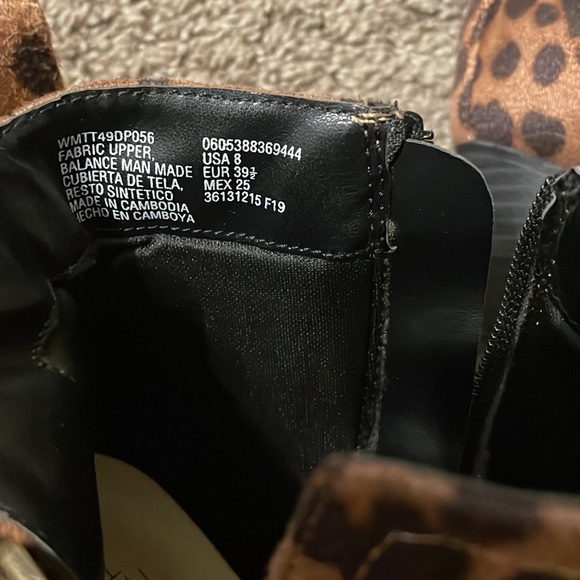 WMTT49DP056
FABRIC UPPER,
BALANCE MAN MADE
CUBIERTA DE TELA,
RESTO SINTETICO
MADE IN CAMBODIA
HECHO EN CAMBOYA
0605388369444
USA 8
EUR 39½
MEX 25
36131215 F19